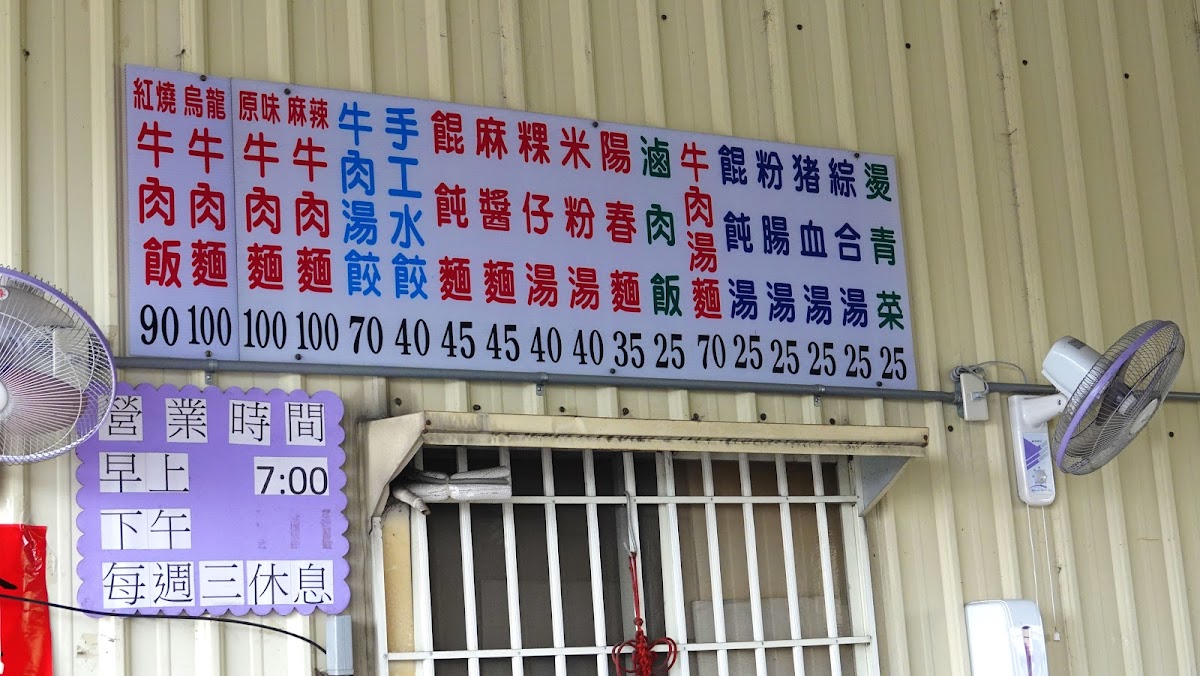 紅燒牛肉飯 90
烏龍牛肉麵 100
原味牛肉麵 100
麻辣牛肉麵 100
牛肉湯餃 70
手工水餃 40
餛飩麵 45
麻醬麵 45
粿仔湯 40
米粉湯 40
陽春麵 35
滷肉飯 25
牛肉湯麵 70
餛飩湯 25
粉腸湯 25
猪血湯 25
綜合湯 25
燙青菜 25
營業時間
早上 7:00
下午
每週三休息